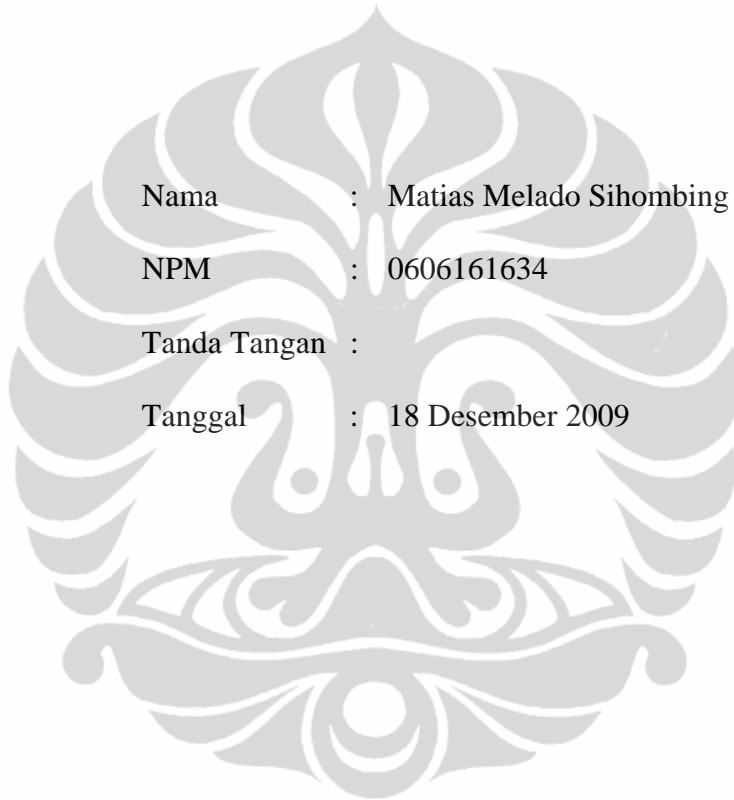 Nama : Matias Melado Sihombing
NPM : 0606161634
Tanda Tangan :
Tanggal : 18 Desember 2009